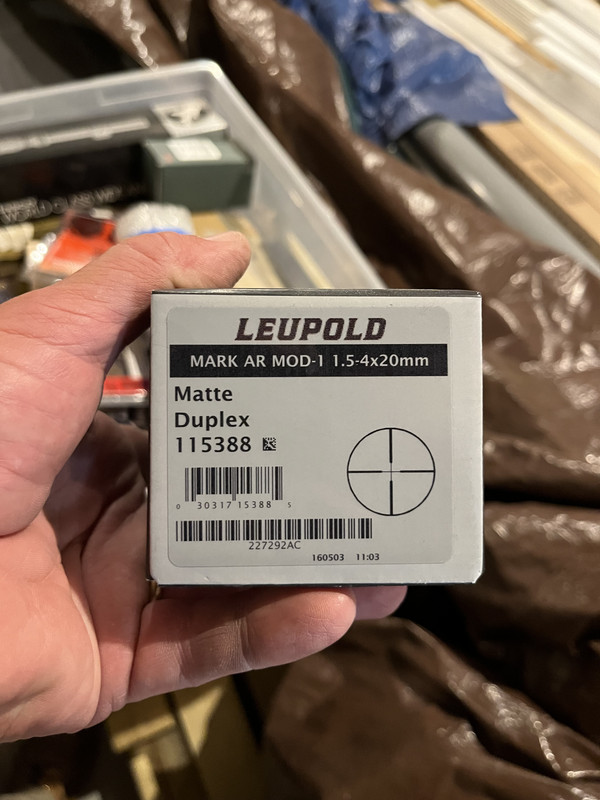 LEUPOLD
MARK AR MOD-1 1.5-4x20mm
Matte
Duplex
115388
0 30317 15388 5
227292AC
160503 11:03